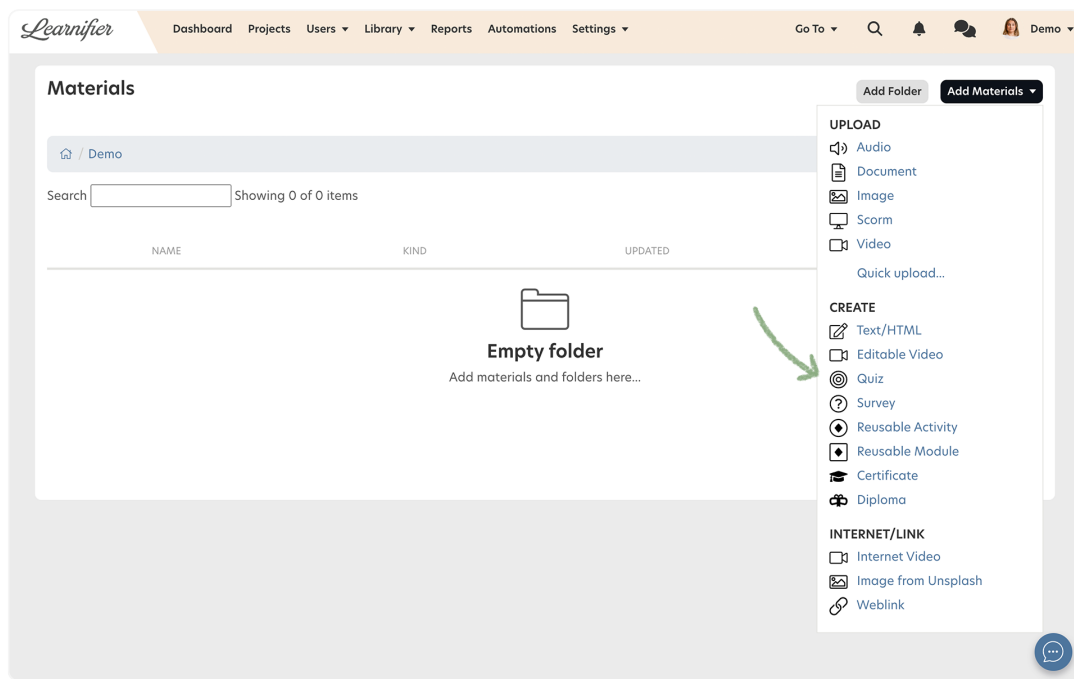 Learnifier Dashboard Projects Users Library Reports Automations Settings Go To Demo
Materials
Add Folder Add Materials
/ Demo
Search Showing 0 of 0 items
NAME KIND UPDATED
Empty folder
Add materials and folders here...
UPLOAD
Audio
Document
Image
Scorm
Video
Quick upload...
CREATE
Text/HTML
Editable Video
Quiz
Survey
Reusable Activity
Reusable Module
Certificate
Diploma
INTERNET/LINK
Internet Video
Image from Unsplash
Weblink